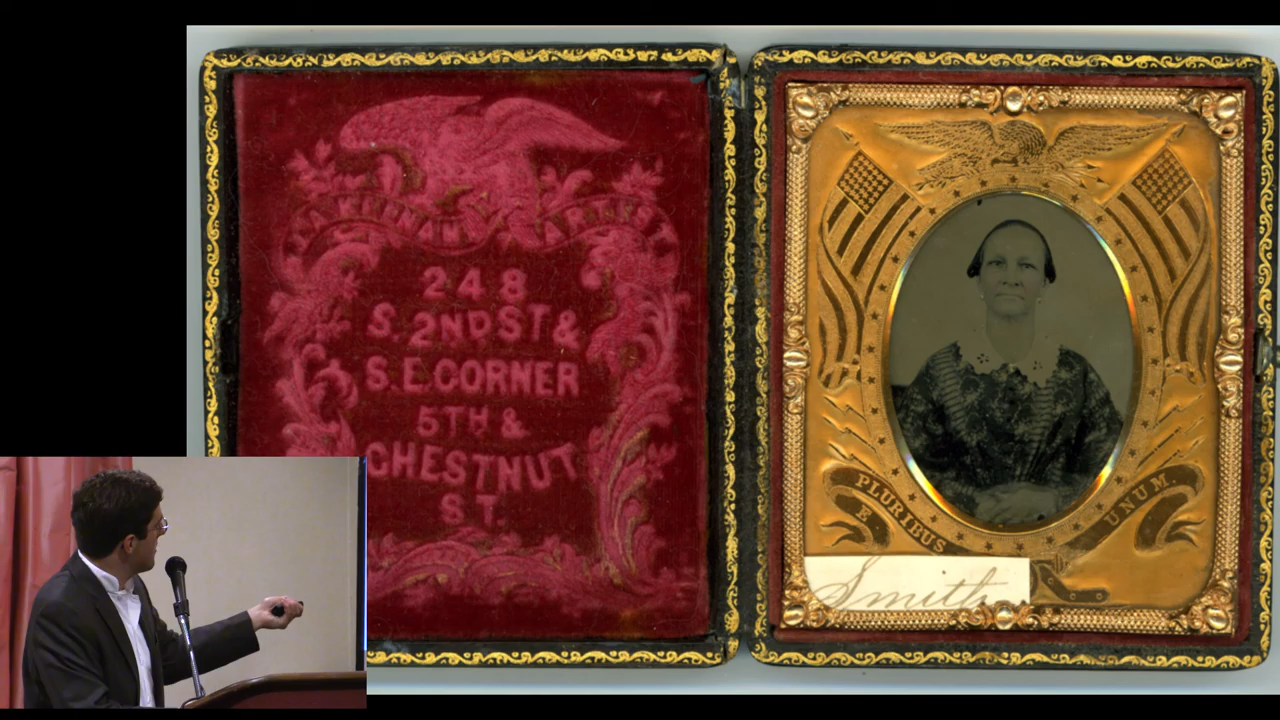 248
S. 2ND ST &
S. E. CORNER
5TH &
CHESTNUT
ST.
E. PLURIBUS UNUM.
Smith